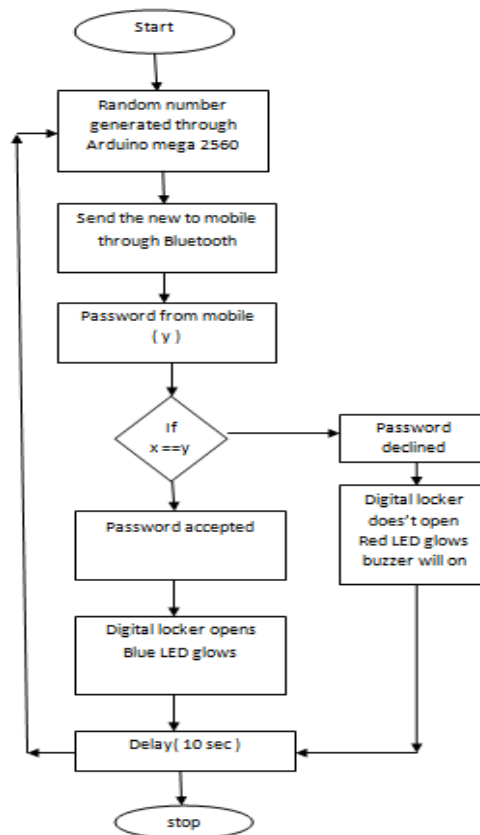 Start
Random number
generated through
Arduino mega 2560
Send the new to mobile
through Bluetooth
Password from mobile
( y )
If
x ==y
Password
declined
Password accepted
Digital locker
does't open
Red LED glows
buzzer will on
Digital locker opens
Blue LED glows
Delay( 10 sec )
stop